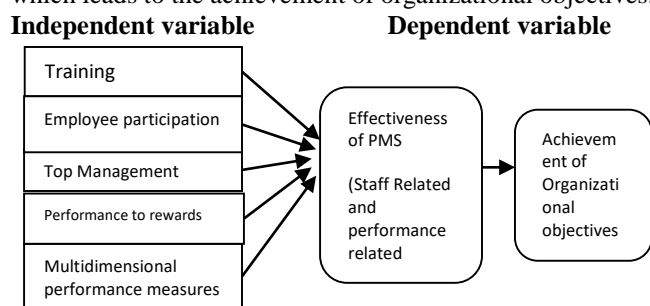 which leads to the achievement of organizational objectives.
Independent variable Dependent variable
Training
Employee participation
Top Management
Performance to rewards
Multidimensional
performance measures
Effectiveness
of PMS
(Staff Related
and
performance
related
Achievem
ent of
Organizati
onal
objectives